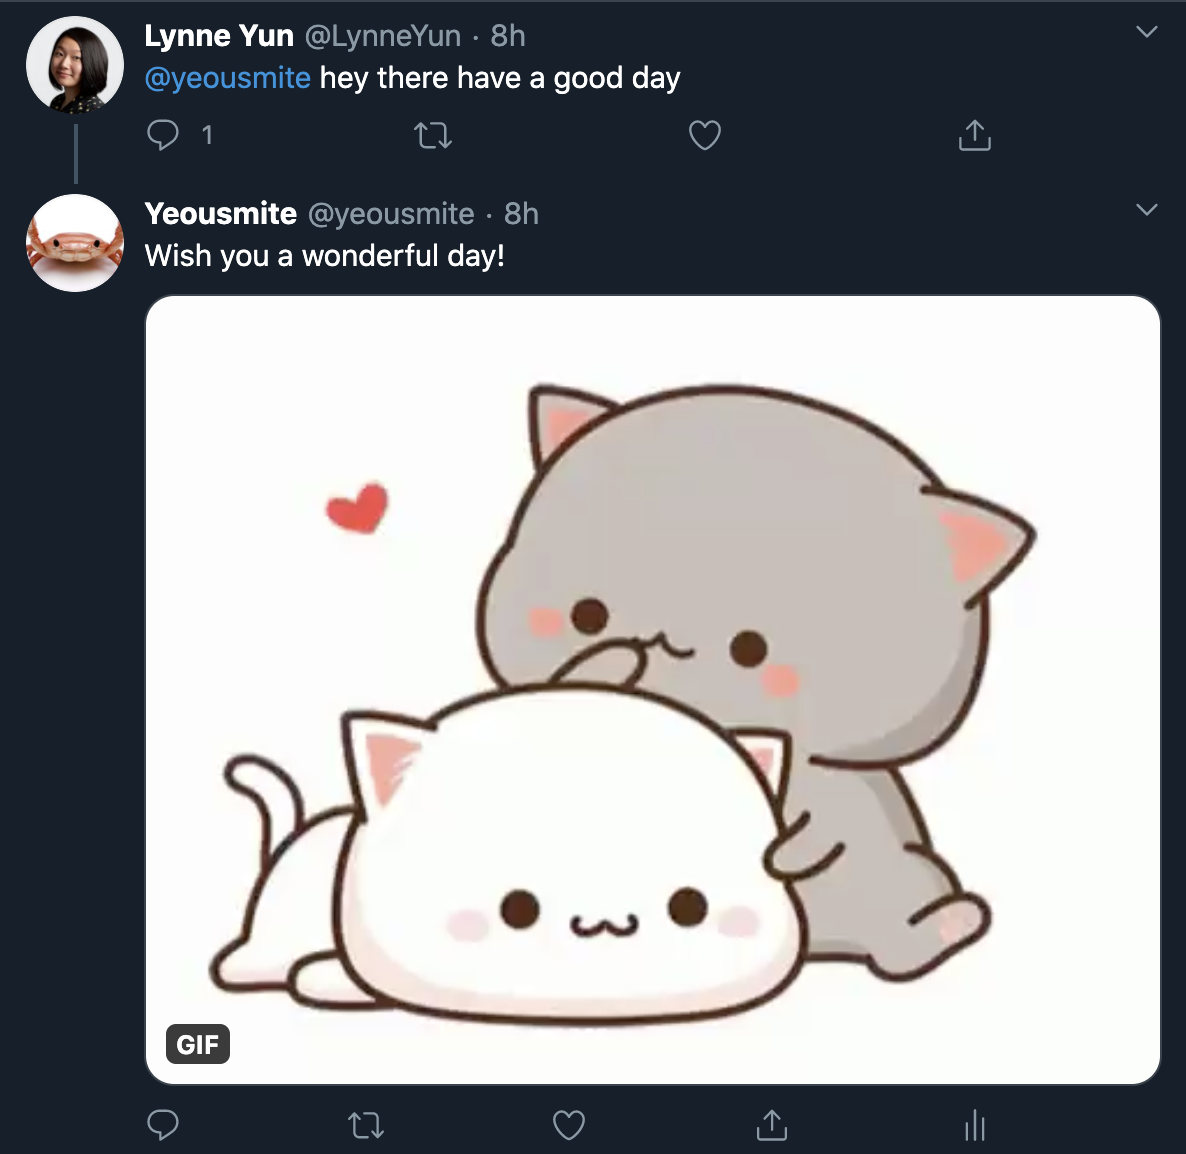 Lynne Yun @LynneYun · 8h
@yeousmite hey there have a good day
1
Yeousmite @yeousmite · 8h
Wish you a wonderful day!
GIF